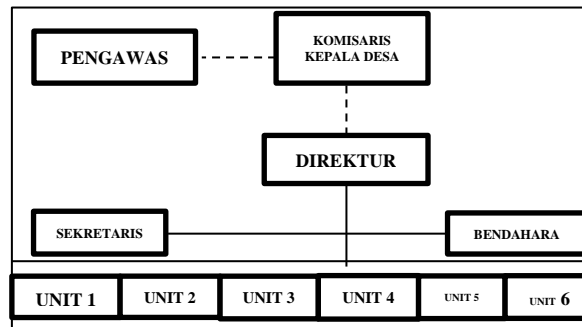 PENGAWAS
KOMISARIS
KEPALA DESA
DIREKTUR
SEKRETARIS
BENDAHARA
UNIT 1
UNIT 2
UNIT 3
UNIT 4
UNIT 5
UNIT 6